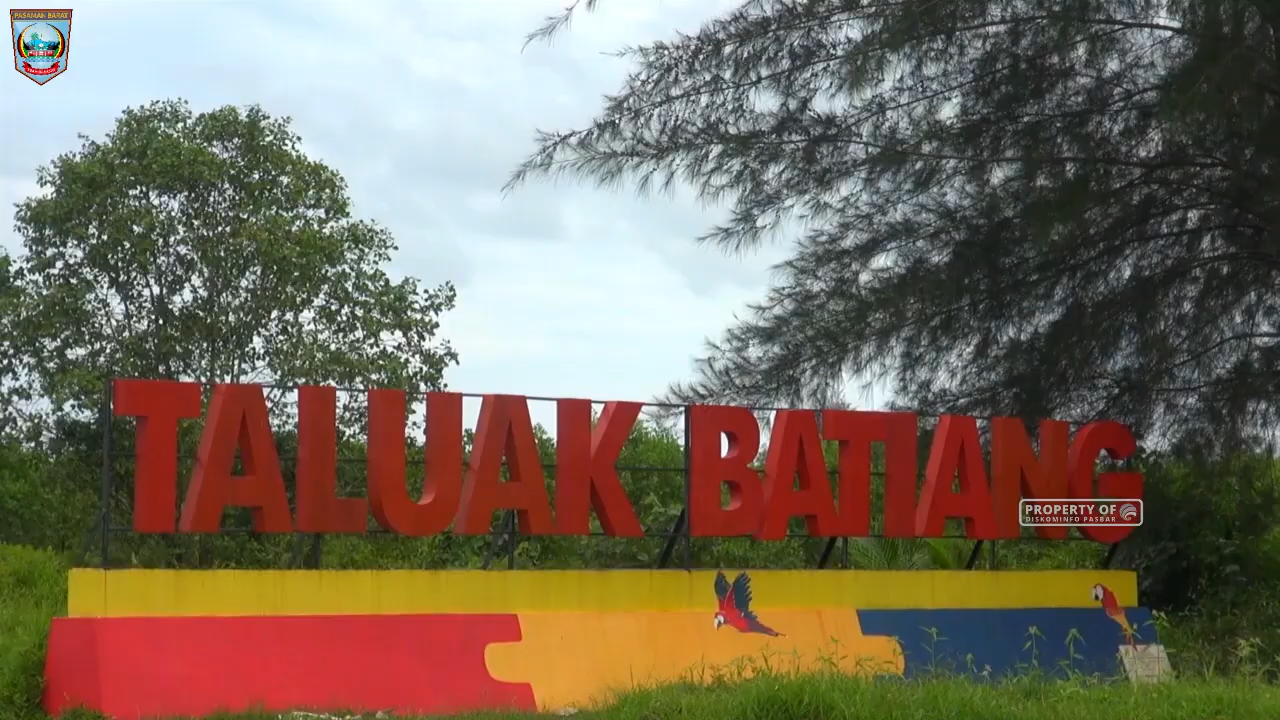 PASAMAN BARAT
TALUAK BATIANG
PROPERTY OF
DISKOMINFO PASBAR